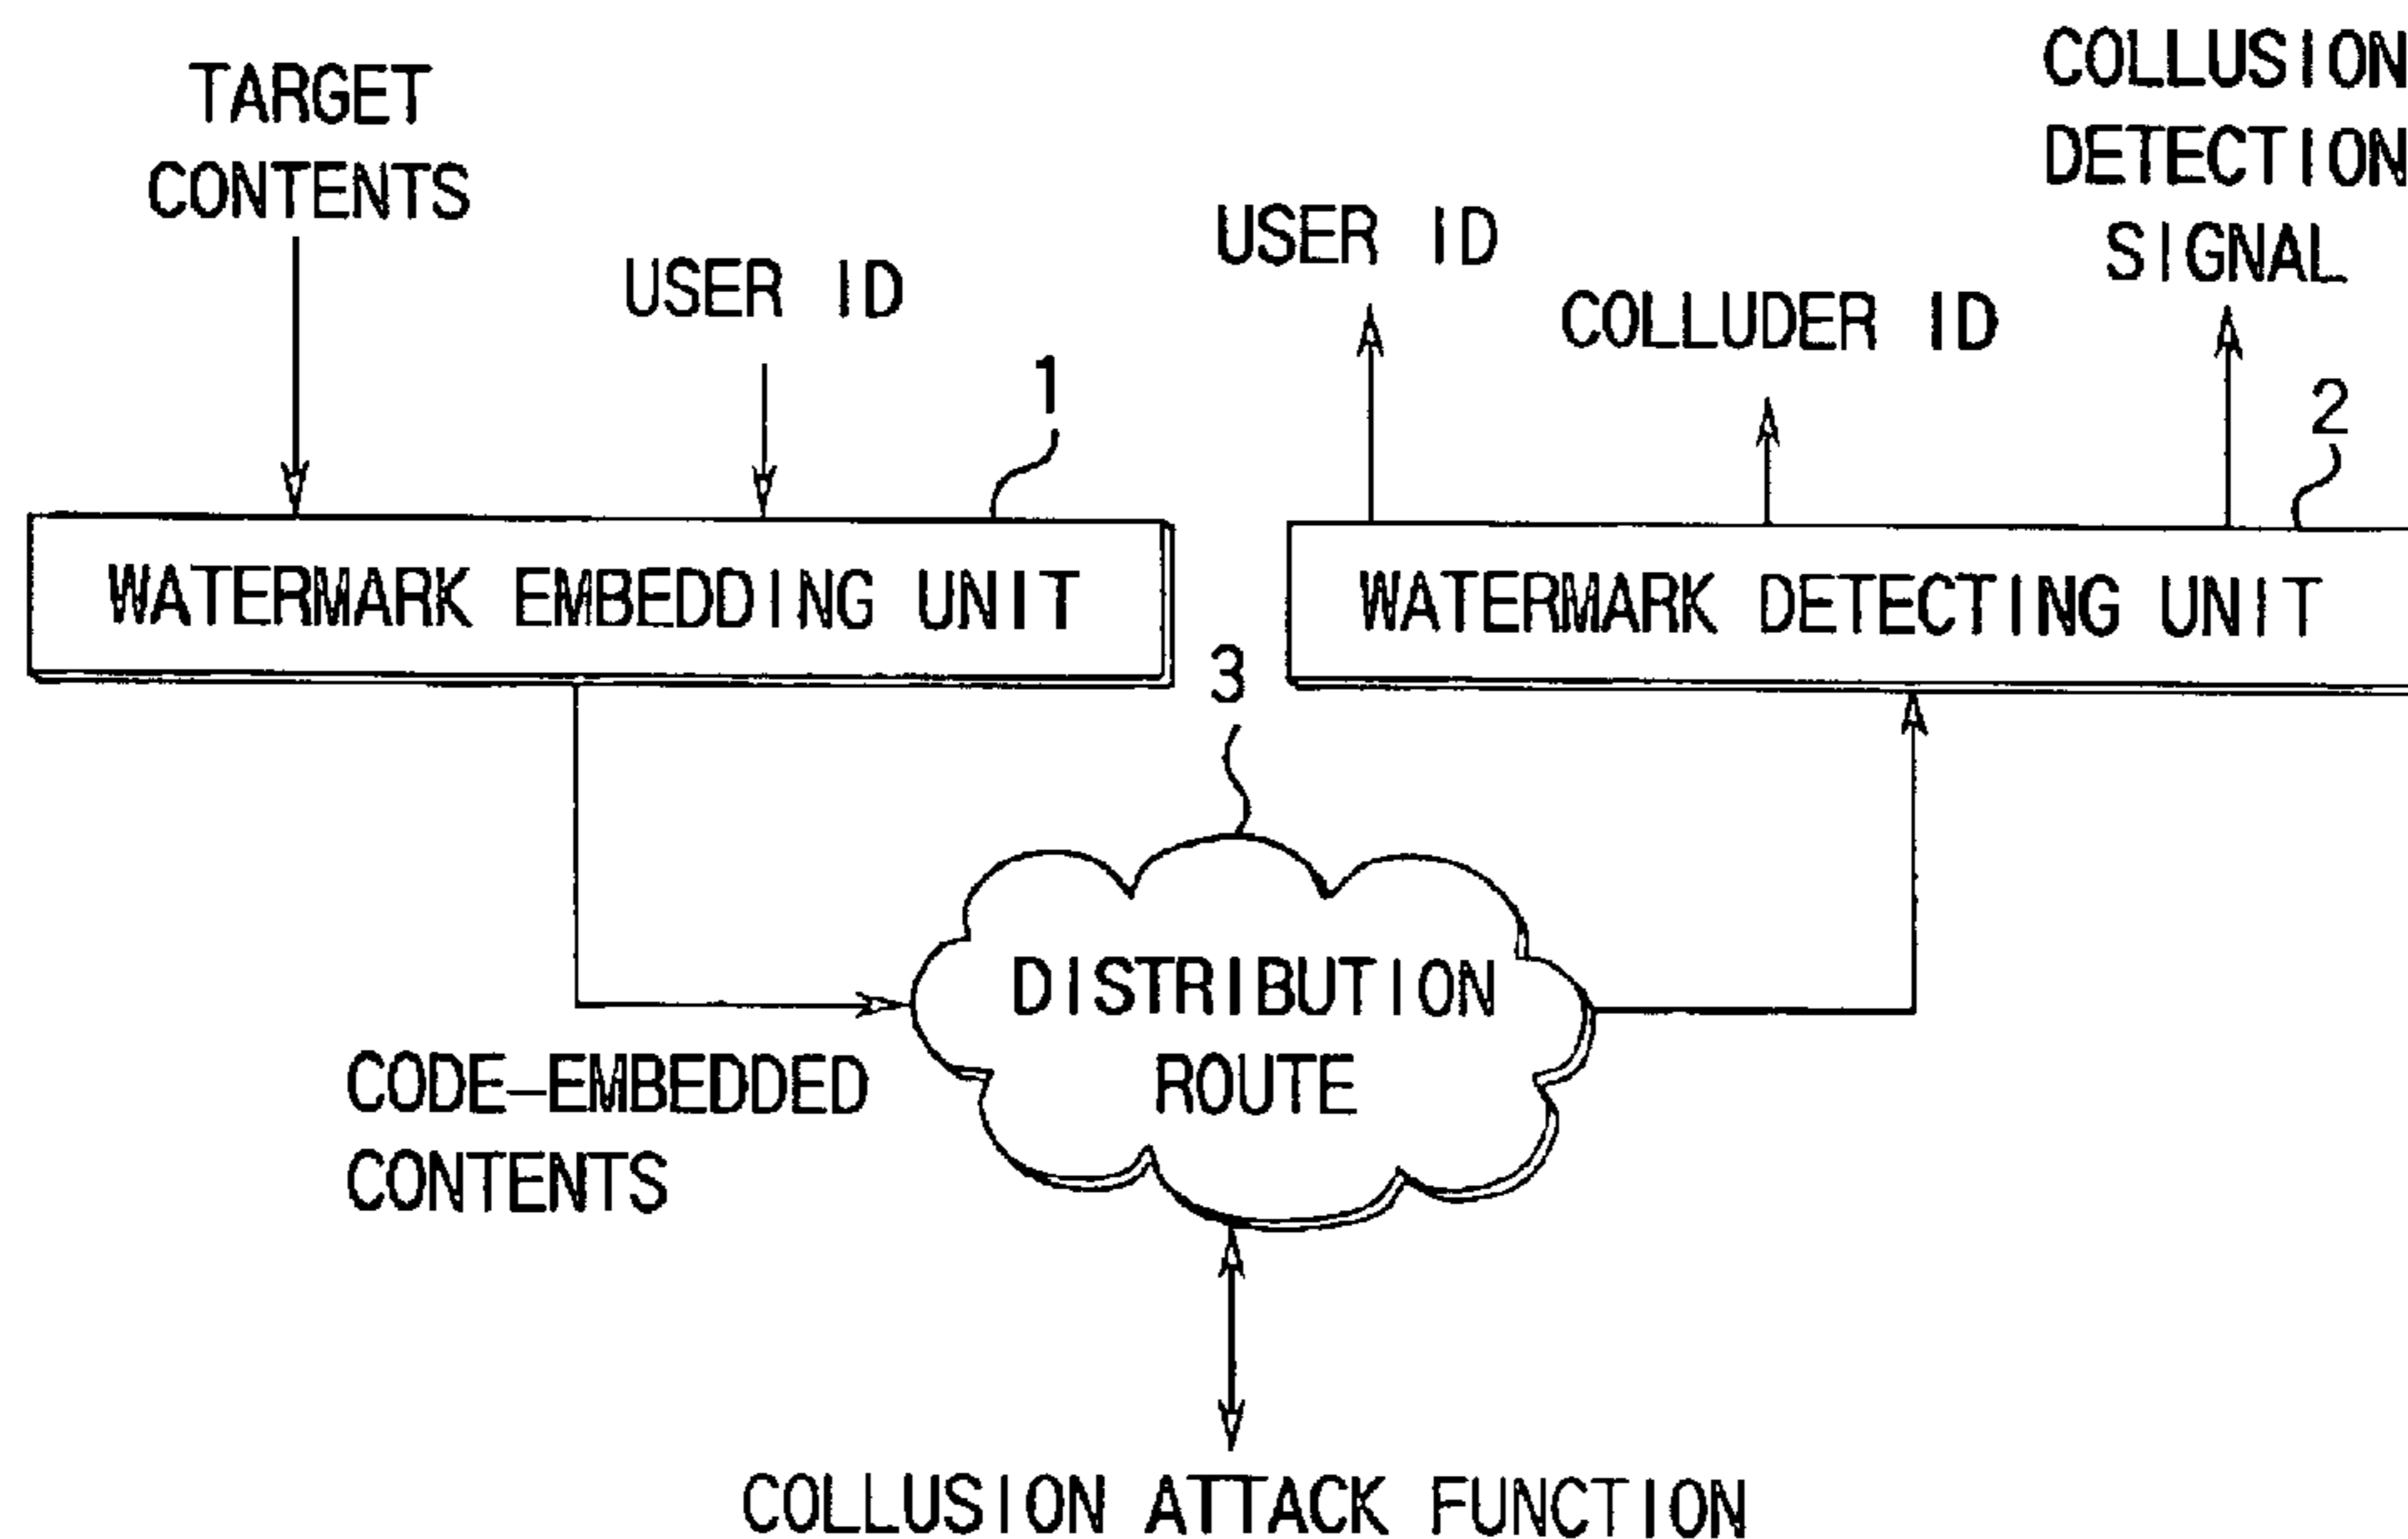 TARGET
CONTENTS
USER ID
1
USER ID
COLLUDER ID
COLLUSION
DETECTION
SIGNAL
2
WATERMARK EMBEDDING UNIT
WATERMARK DETECTING UNIT
3
DISTRIBUTION
ROUTE
CODE-EMBEDDED
CONTENTS
COLLUSION ATTACK FUNCTION